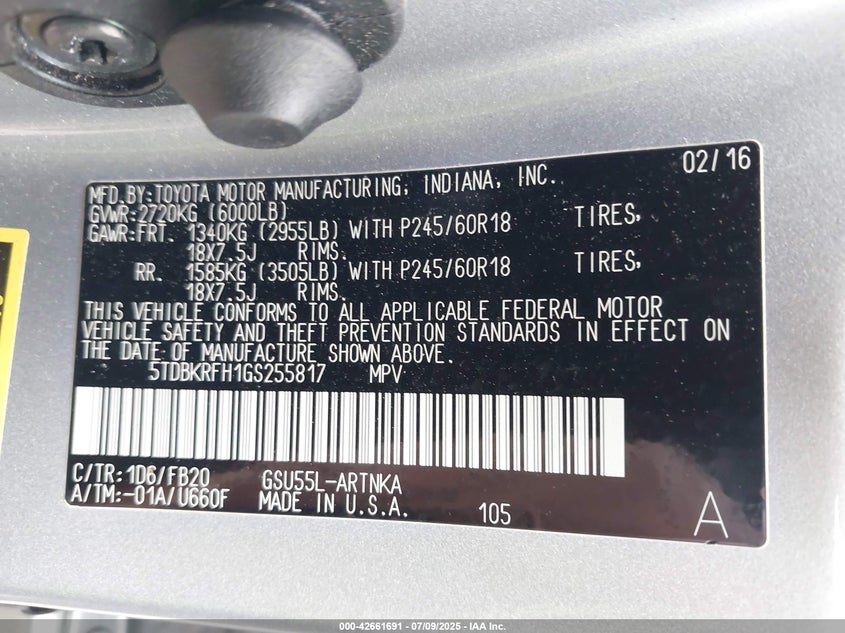 02/16
MFD.BY:TOYOTA MOTOR MANUFACTURING, INDIANA, INC.
GVWR:2720KG (6000LB)
GAWR:FRT. 1340KG (2955LB) WITH P245/60R18 TIRES,
18X7.5J RIMS.
RR. 1585KG (3505LB) WITH P245/60R18 TIRES,
18X7.5J RIMS.
THIS VEHICLE CONFORMS TO ALL APPLICABLE FEDERAL MOTOR
VEHICLE SAFETY AND THEFT PREVENTION STANDARDS IN EFFECT ON
THE DATE OF MANUFACTURE SHOWN ABOVE.
5TDBKRFH1GS255817 MPV
C/TR:1D6/FB20 GSU55L-ARTNKA
A/TM:-01A/U660F MADE IN U.S.A. 105 A
000-42661691 - 07/09/2025 - IAA Inc.